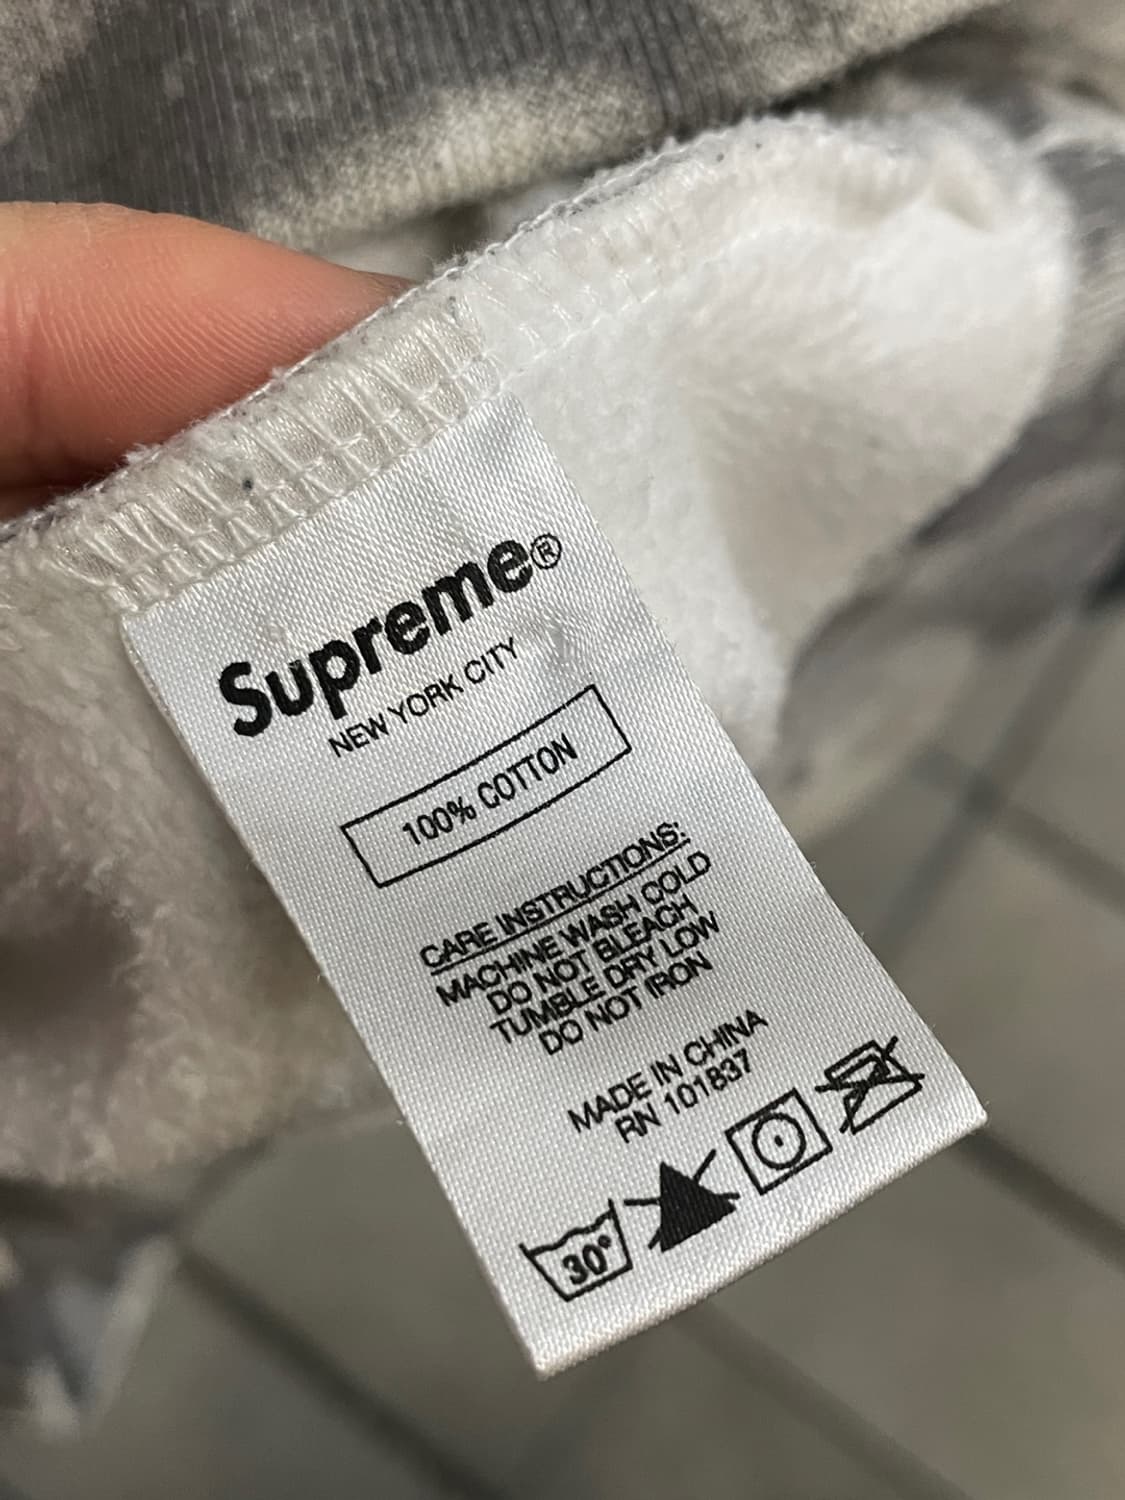 Supreme®
NEW YORK CITY
100% COTTON
CARE INSTRUCTIONS:
MACHINE WASH COLD
DO NOT BLEACH
TUMBLE DRY LOW
DO NOT IRON
MADE IN CHINA
RN 101837
30°